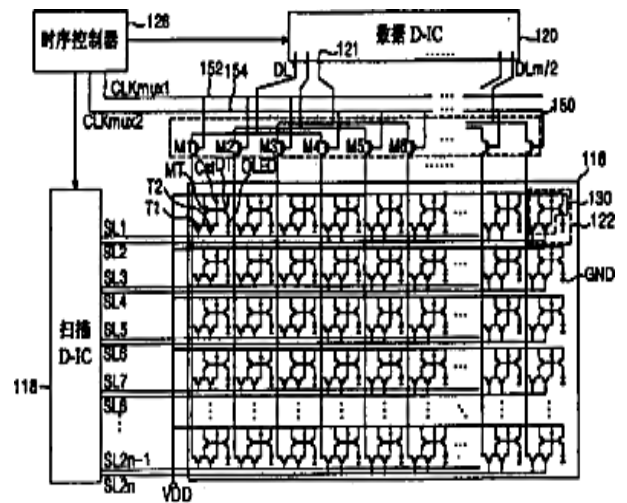 时序控制器
126
数据 D-IC
120
121
DL
DLm/2
152 154
CLKmux1
CLKmux2
150
M1 M2 M3 M4 M5 M6
116
MT Cst OLED
T2
T1
130
122
SL1
SL2
SL3
GND
SL4
扫描
D-IC
SL5
SL6
118
SL7
SL8
SL2n-1
SL2n
VDD